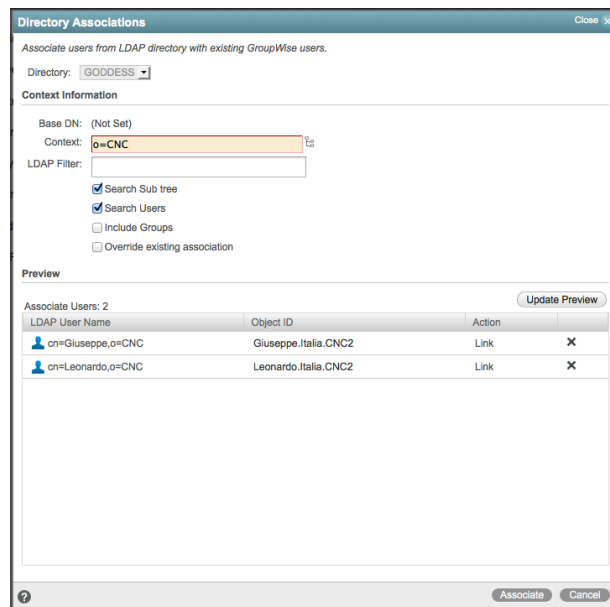 Directory Associations
Close
Associate users from LDAP directory with existing GroupWise users.
Directory: GODDESS
Context Information
Base DN: (Not Set)
Context: o=CNC
LDAP Filter:
Search Sub tree
Search Users
Include Groups
Override existing association
Preview
Associate Users: 2
Update Preview
LDAP User Name Object ID Action
cn=Giuseppe,o=CNC Giuseppe.Italia.CNC2 Link
cn=Leonardo,o=CNC Leonardo.Italia.CNC2 Link
Associate Cancel